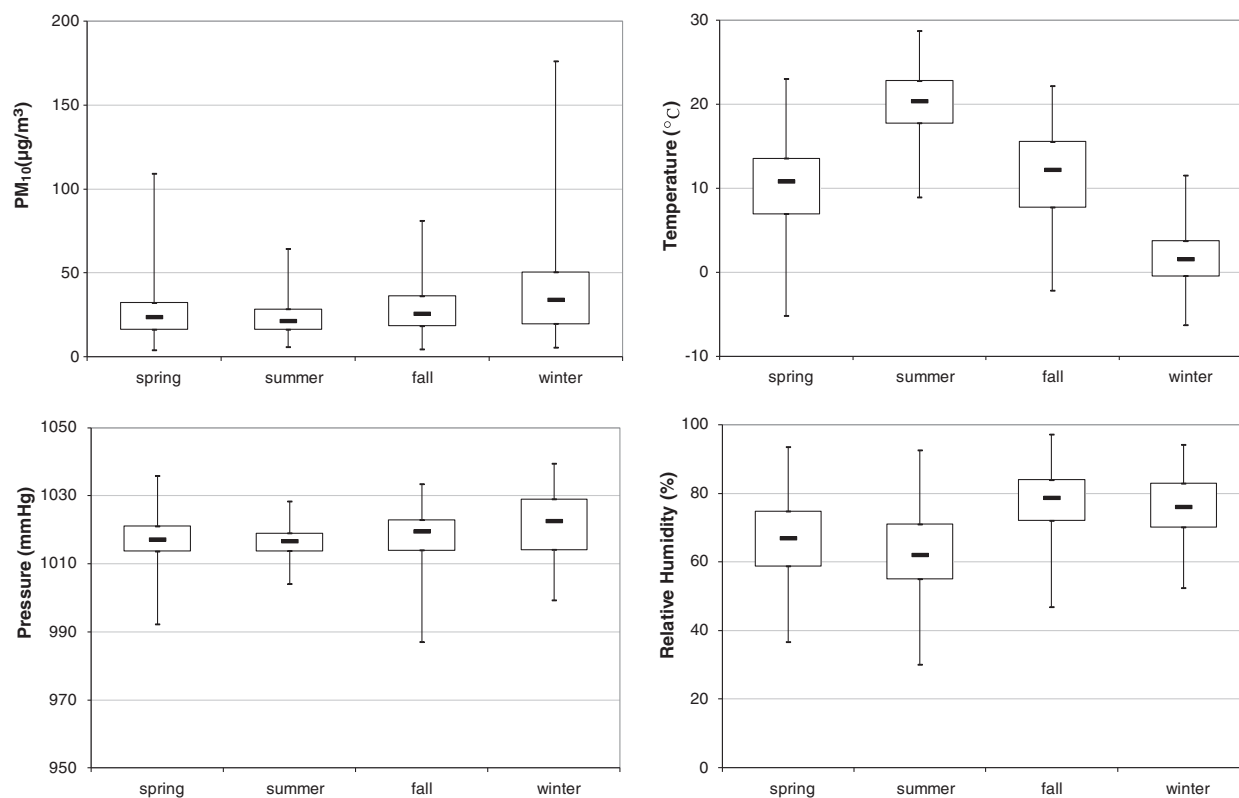 PM₁₀(µg/m³)
200
150
100
50
0
spring summer fall winter
Temperature (°C)
30
20
10
0
-10
spring summer fall winter
Pressure (mmHg)
1050
1030
1010
990
970
950
spring summer fall winter
Relative Humidity (%)
100
80
60
40
20
0
spring summer fall winter